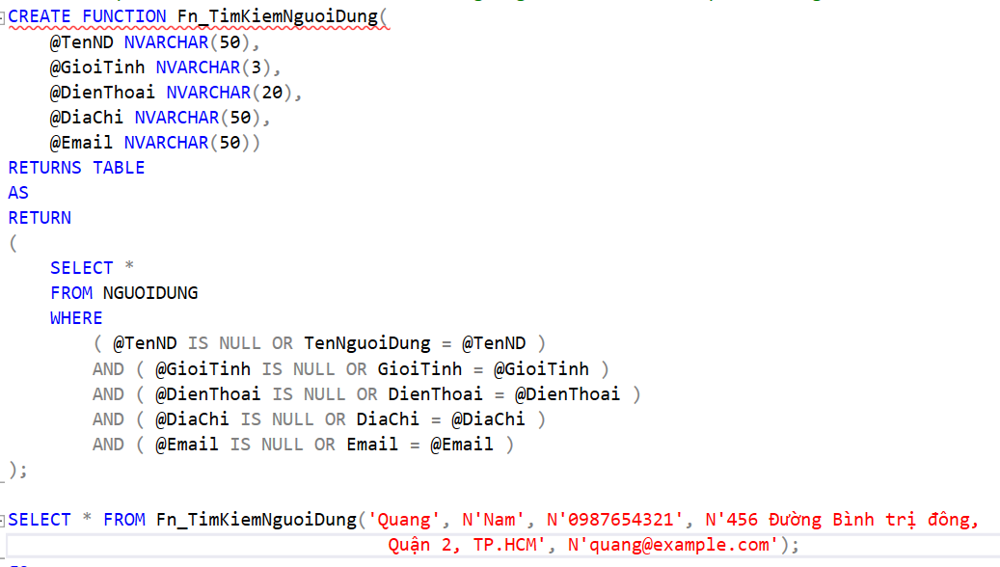 CREATE FUNCTION Fn_TimKiemNguoiDung(
    @TenND NVARCHAR(50),
    @GioiTinh NVARCHAR(3),
    @DienThoai NVARCHAR(20),
    @DiaChi NVARCHAR(50),
    @Email NVARCHAR(50))
RETURNS TABLE
AS
RETURN
(
    SELECT *
    FROM NGUOIDUNG
    WHERE
        ( @TenND IS NULL OR TenNguoiDung = @TenND )
        AND ( @GioiTinh IS NULL OR GioiTinh = @GioiTinh )
        AND ( @DienThoai IS NULL OR DienThoai = @DienThoai )
        AND ( @DiaChi IS NULL OR DiaChi = @DiaChi )
        AND ( @Email IS NULL OR Email = @Email )
);
SELECT * FROM Fn_TimKiemNguoiDung('Quang', N'Nam', N'0987654321', N'456 Đường Bình trị đông,
                                    Quận 2, TP.HCM', N'quang@example.com');